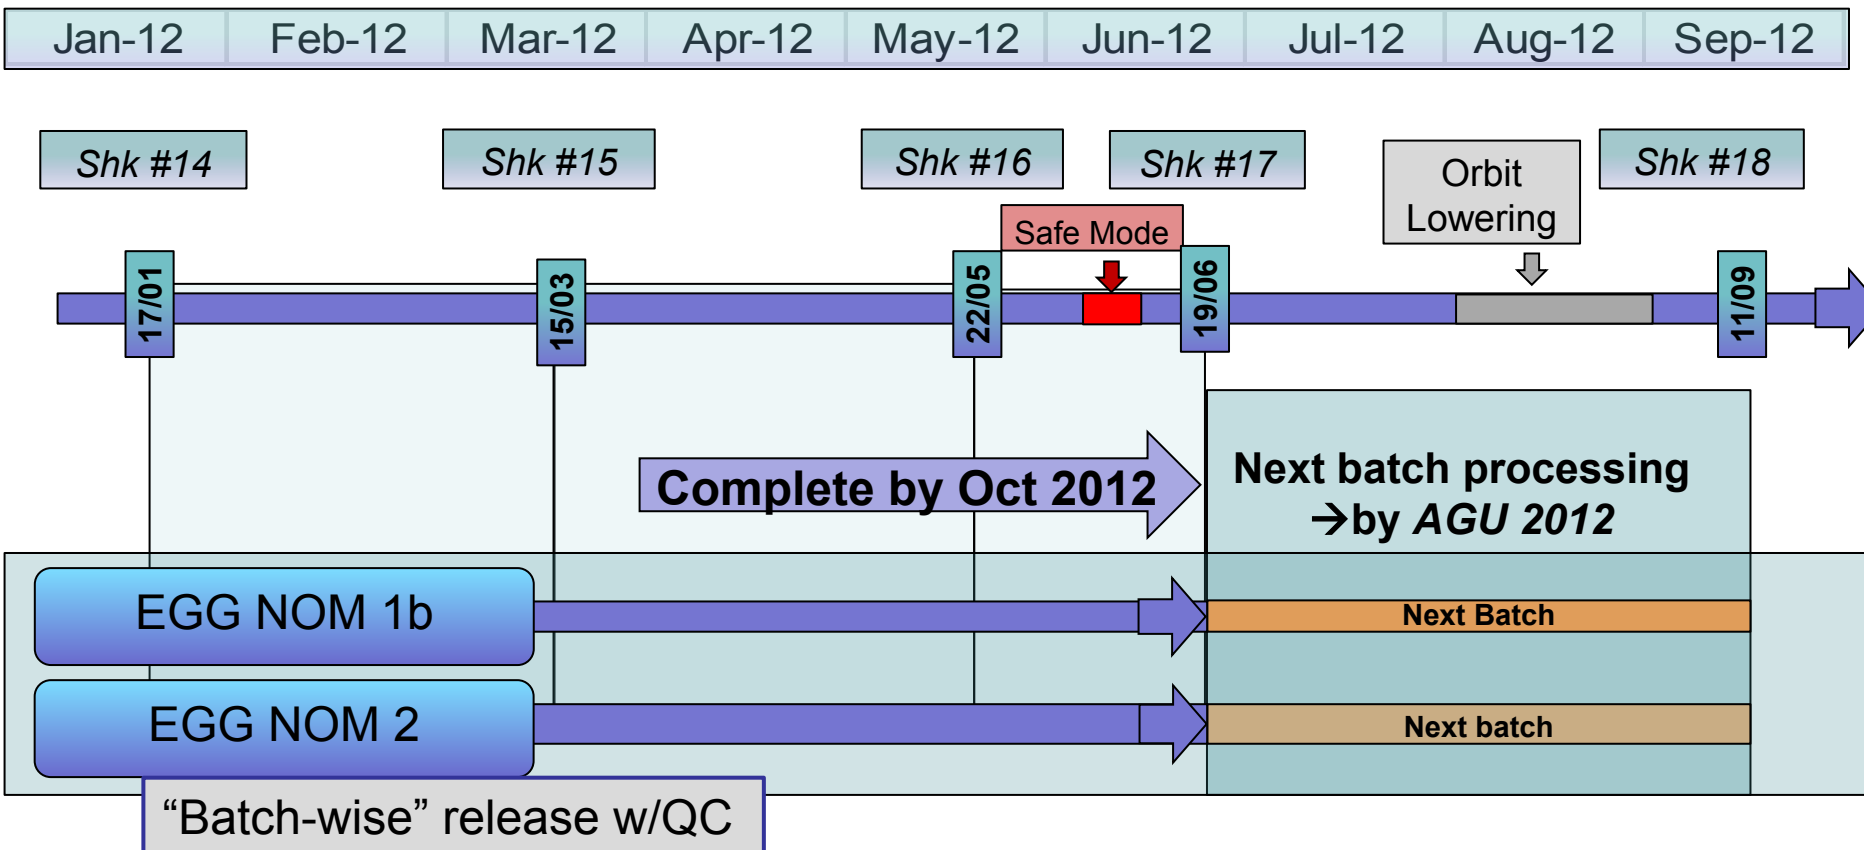 Jan-12 Feb-12 Mar-12 Apr-12 May-12 Jun-12 Jul-12 Aug-12 Sep-12
Shk #14 Shk #15 Shk #16 Shk #17 Shk #18
Orbit
Lowering
Safe Mode
17/01 15/03 22/05 19/06 11/09
Complete by Oct 2012
Next batch processing
→by AGU 2012
EGG NOM 1b
Next Batch
EGG NOM 2
Next batch
“Batch-wise” release w/QC